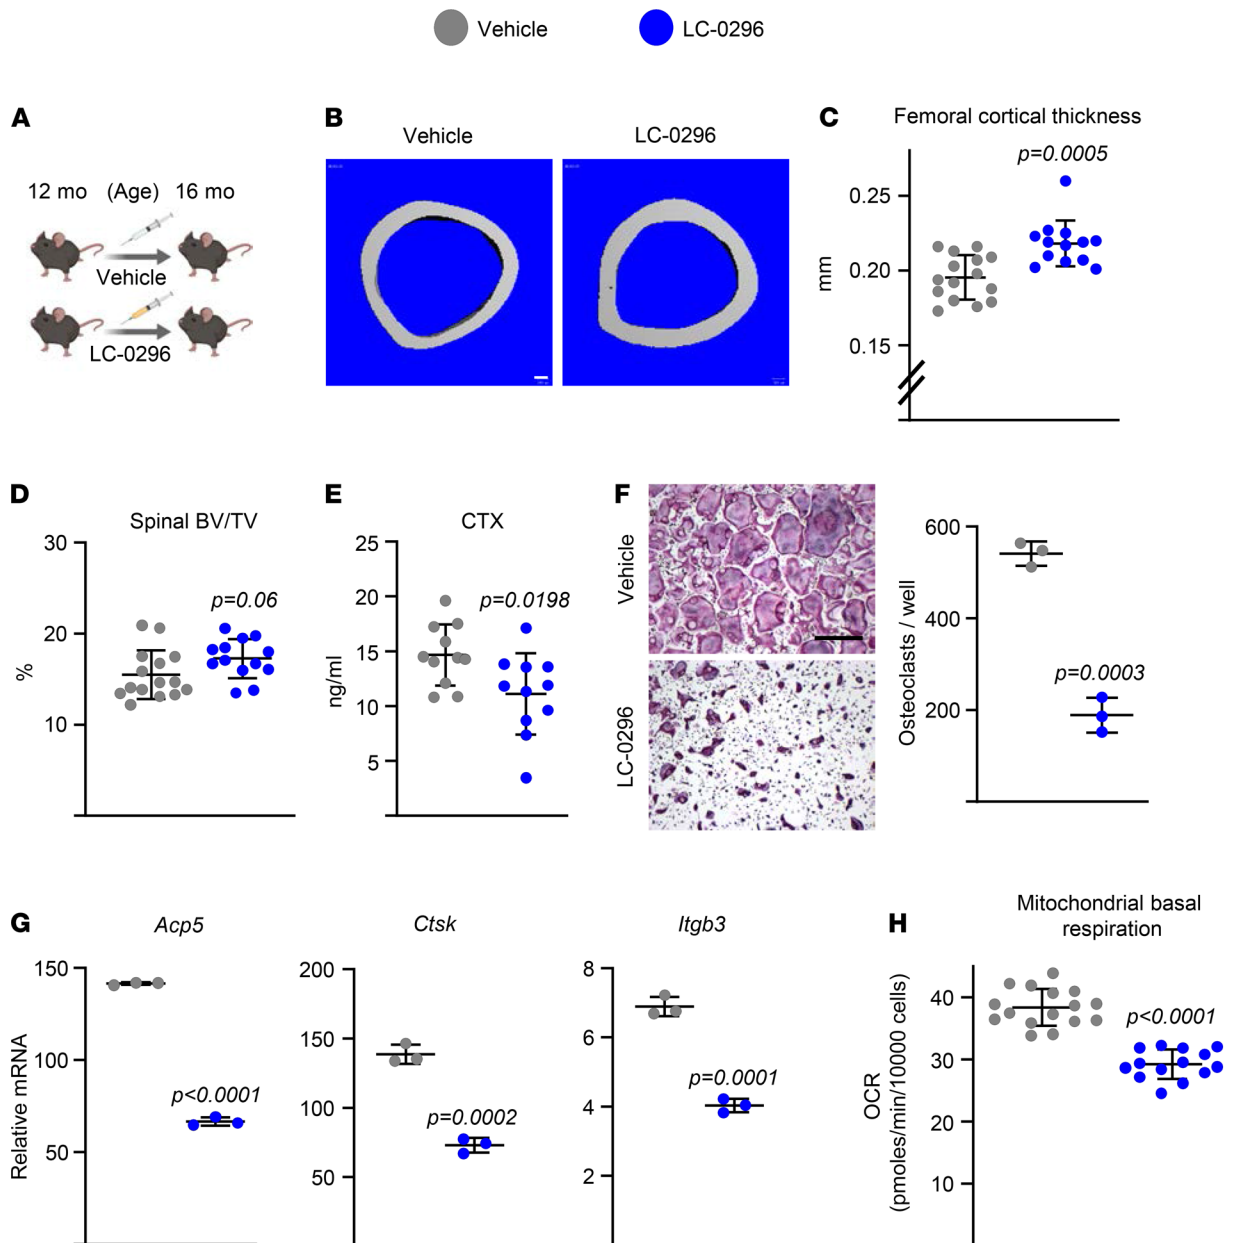 Vehicle
LC-0296
A
12 mo (Age) 16 mo
Vehicle
LC-0296
B
Vehicle
LC-0296
C
Femoral cortical thickness
p=0.0005
mm
0.25
0.20
0.15
D
Spinal BV/TV
p=0.06
%
30
20
10
E
CTX
p=0.0198
ng/ml
25
20
15
10
5
F
Vehicle
LC-0296
Osteoclasts / well
600
400
200
p=0.0003
G
Relative mRNA
Acp5
150
100
50
p<0.0001
Ctsk
200
150
100
50
p=0.0002
Itgb3
8
6
4
2
p=0.0001
H
Mitochondrial basal
respiration
OCR
(pmoles/min/10000 cells)
40
30
20
10
p<0.0001